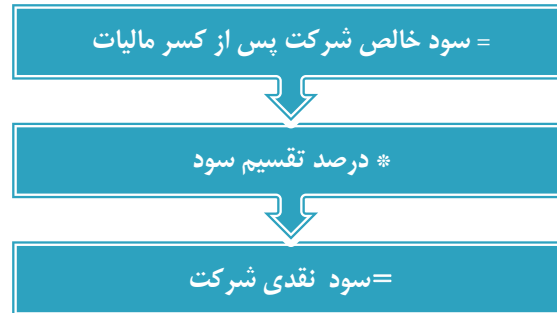 = سود خالص شرکت پس از کسر مالیات
* درصد تقسیم سود
=سود نقدی شرکت